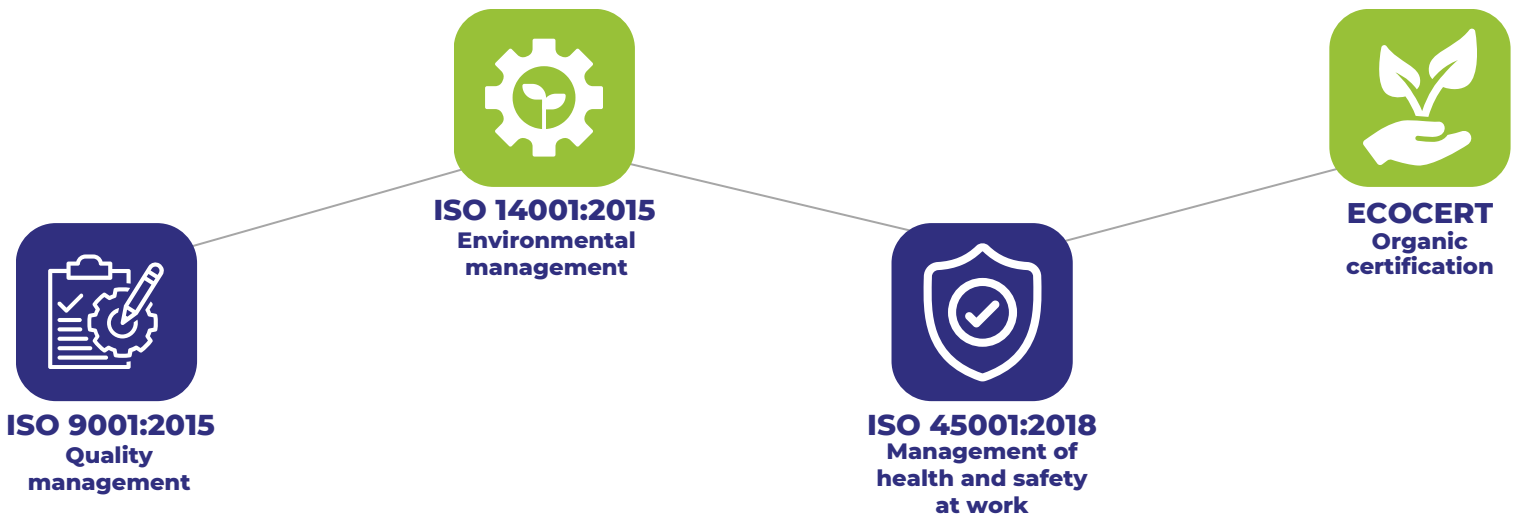 ISO 9001:2015
Quality
management
ISO 14001:2015
Environmental
management
ISO 45001:2018
Management of
health and safety
at work
ECOCERT
Organic
certification